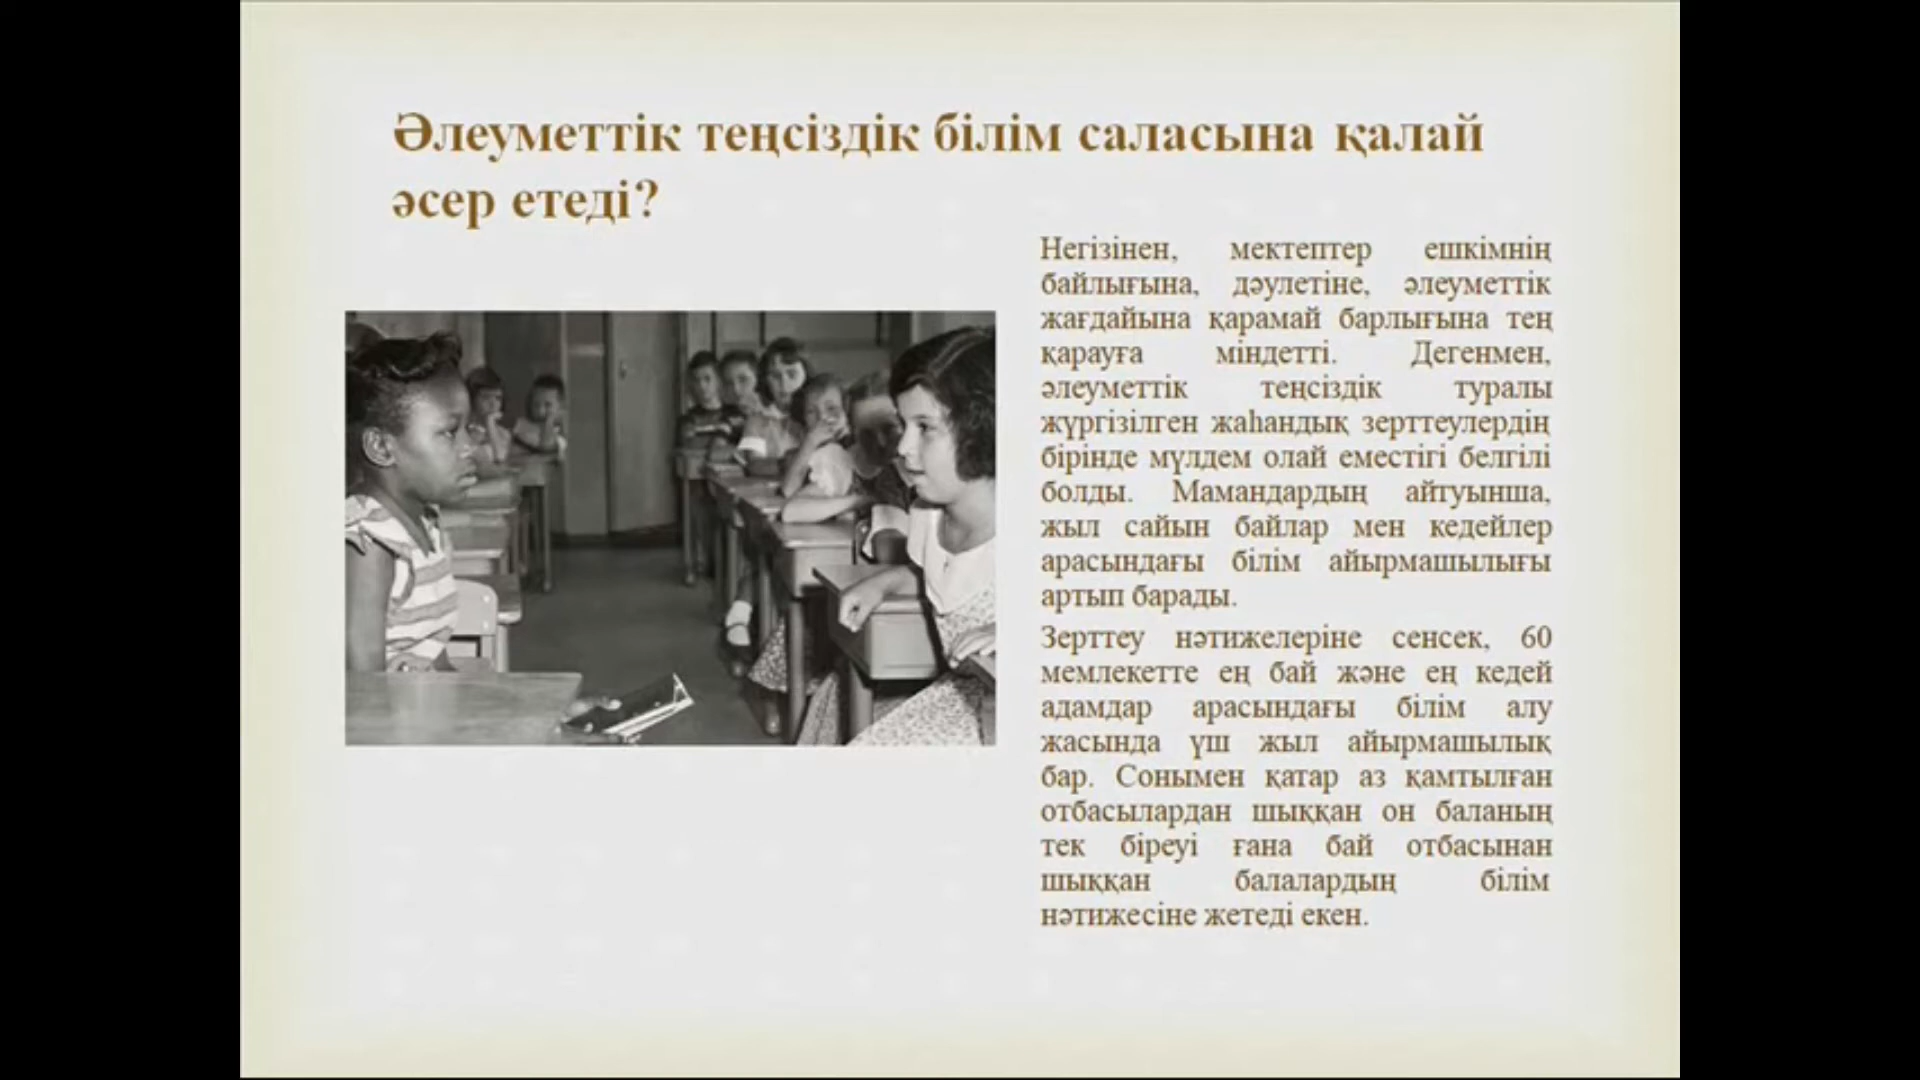 Әлеуметтік теңсіздік білім саласына қалай
әсер етеді?
Негізінен, мектептер ешкімнің
байлығына, дәулетіне, әлеуметтік
жағдайына қарамай барлығына тең
қарауға міндетті. Дегенмен,
әлеуметтік теңсіздік туралы
жүргізілген жаһандық зерттеулердің
бірінде мүлдем олай еместігі белгілі
болды. Мамандардың айтуынша,
жыл сайын байлар мен кедейлер
арасындағы білім айырмашылығы
артып барады.
Зерттеу нәтижелеріне сенсек, 60
мемлекетте ең бай және ең кедей
адамдар арасындағы білім алу
жасында үш жыл айырмашылық
бар. Сонымен қатар аз қамтылған
отбасылардан шыққан он баланың
тек біреуі ғана бай отбасынан
шыққан балалардың білім
нәтижесіне жетеді екен.